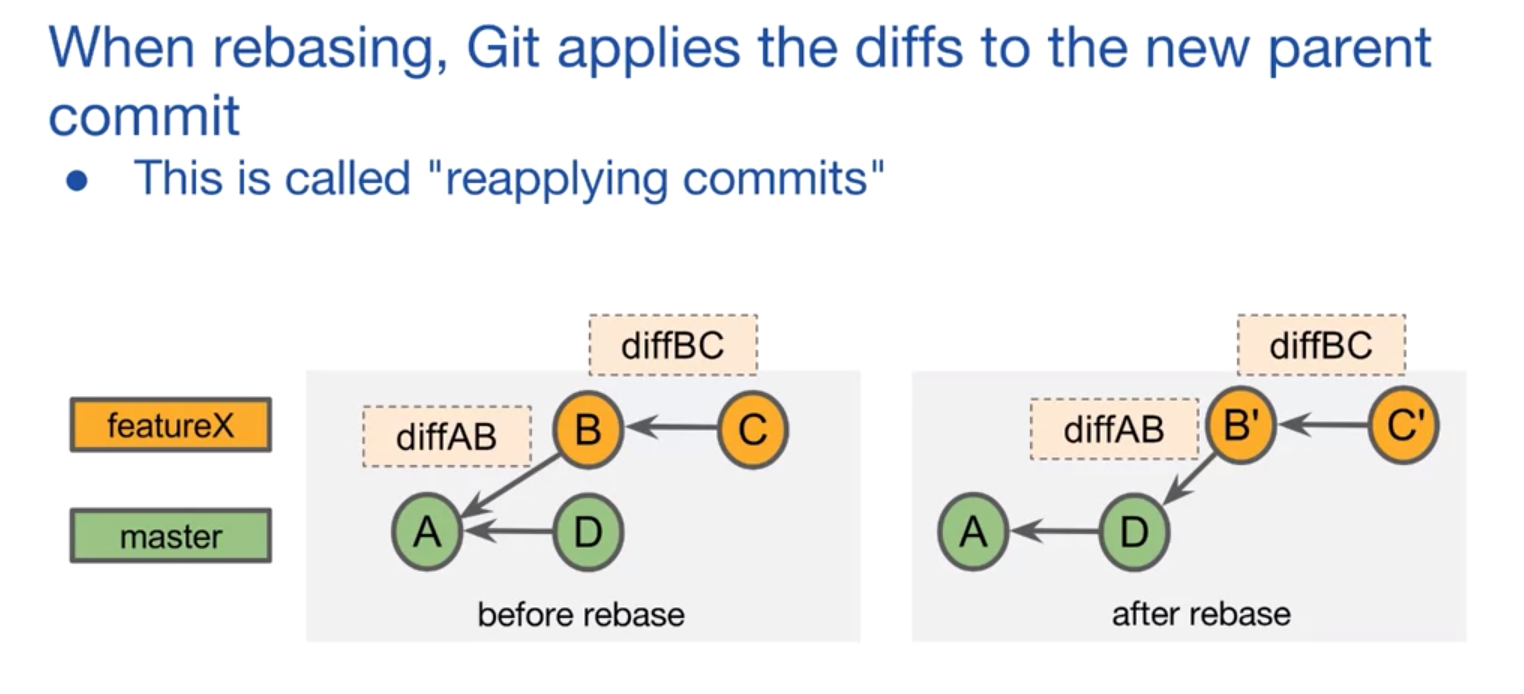 When rebasing, Git applies the diffs to the new parent
commit
● This is called "reapplying commits"
diffBC
diffBC
featureX
diffAB
B
C
diffAB
B'
C'
master
A
D
A
D
before rebase
after rebase